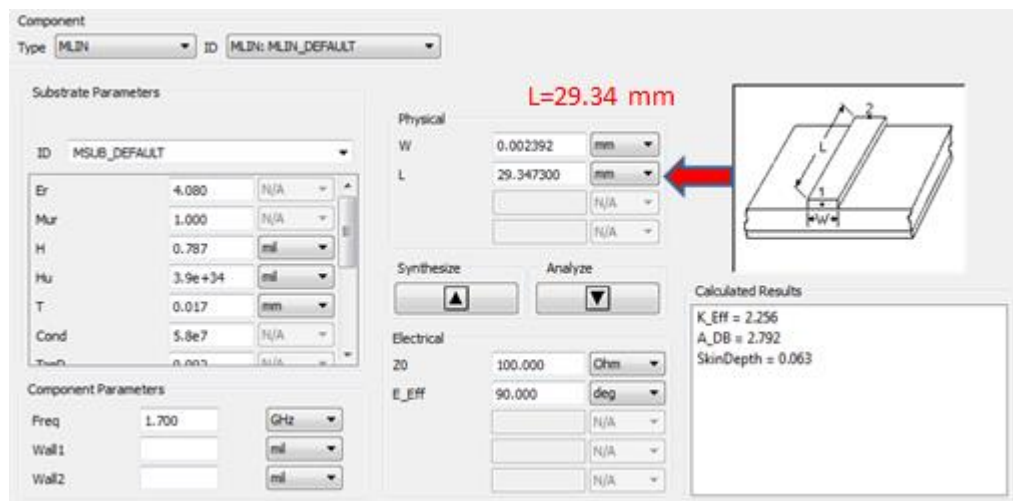 Component
Type MLIN ID MLIN: MLIN_DEFAULT
Substrate Parameters
ID MSUB_DEFAULT
Er 4.080 N/A
Mur 1.000 N/A
H 0.787 mil
Hu 3.9e+34 mil
T 0.017 mm
Cond 5.8e7 N/A
Component Parameters
Freq 1.700 GHz
Wall1 mil
Wall2 mil
L=29.34 mm
Physical
W 0.002392 mm
L 29.347300 mm
N/A
N/A
Synthesize Analyze
Electrical
Z0 100.000 Ohm
E_Eff 90.000 deg
N/A
N/A
N/A
2
L
1
W
Calculated Results
K_Eff = 2.256
A_DB = 2.792
SkinDepth = 0.063